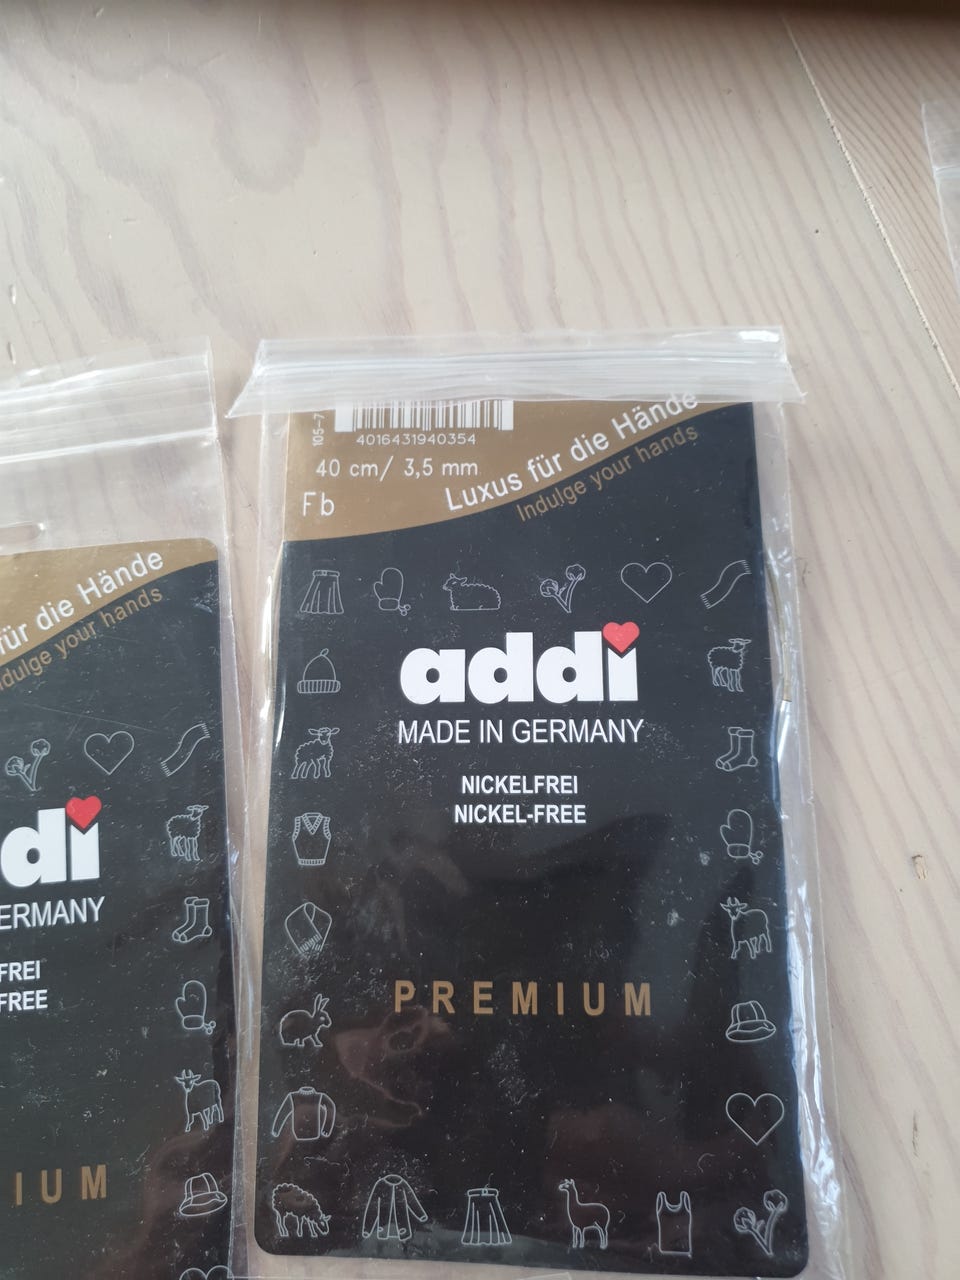 105-7
4016431940354
40 cm/ 3,5 mm
Fb
Luxus für die Hände
Indulge your hands
addi
MADE IN GERMANY
NICKELFREI
NICKEL-FREE
PREMIUM
für die Hände
ndulge your hands
di
ERMANY
FREI
FREE
IUM